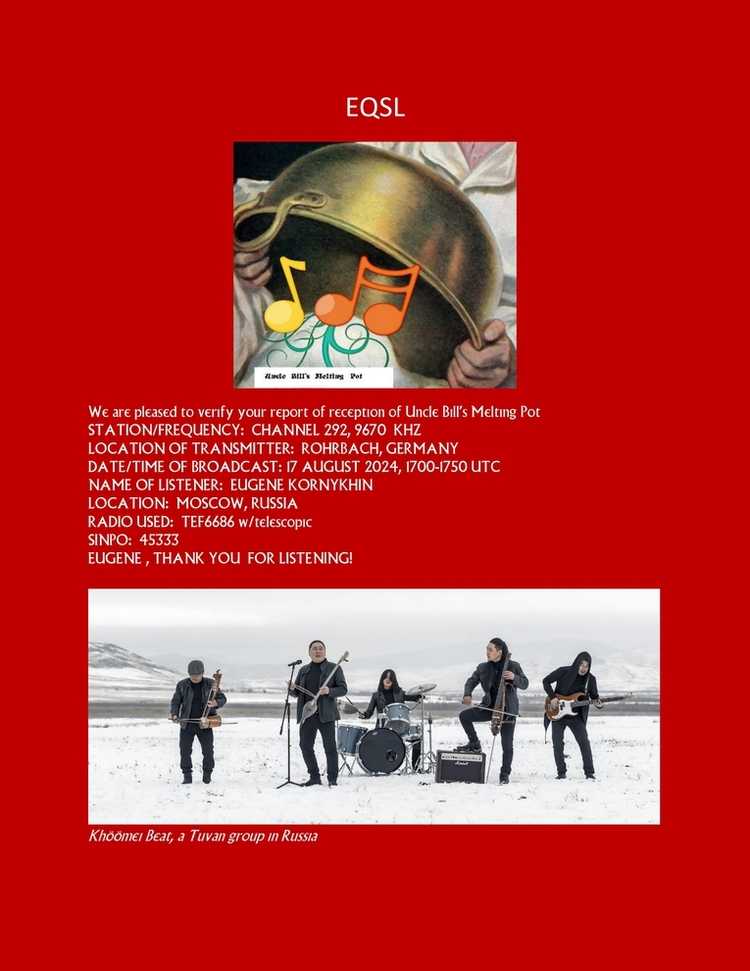 EQSL
Uncle Bill's Melting Pot
We are pleased to verify your report of reception of Uncle Bill's Melting Pot
STATION/FREQUENCY: CHANNEL 292, 9670 KHZ
LOCATION OF TRANSMITTER: ROHRBACH, GERMANY
DATE/TIME OF BROADCAST: 17 AUGUST 2024, 1700-1750 UTC
NAME OF LISTENER: EUGENE KORNYKHIN
LOCATION: MOSCOW, RUSSIA
RADIO USED: TEF6686 w/telescopic
SINPO: 45333
EUGENE , THANK YOU FOR LISTENING!
Khöömei Beat, a Tuvan group in Russia